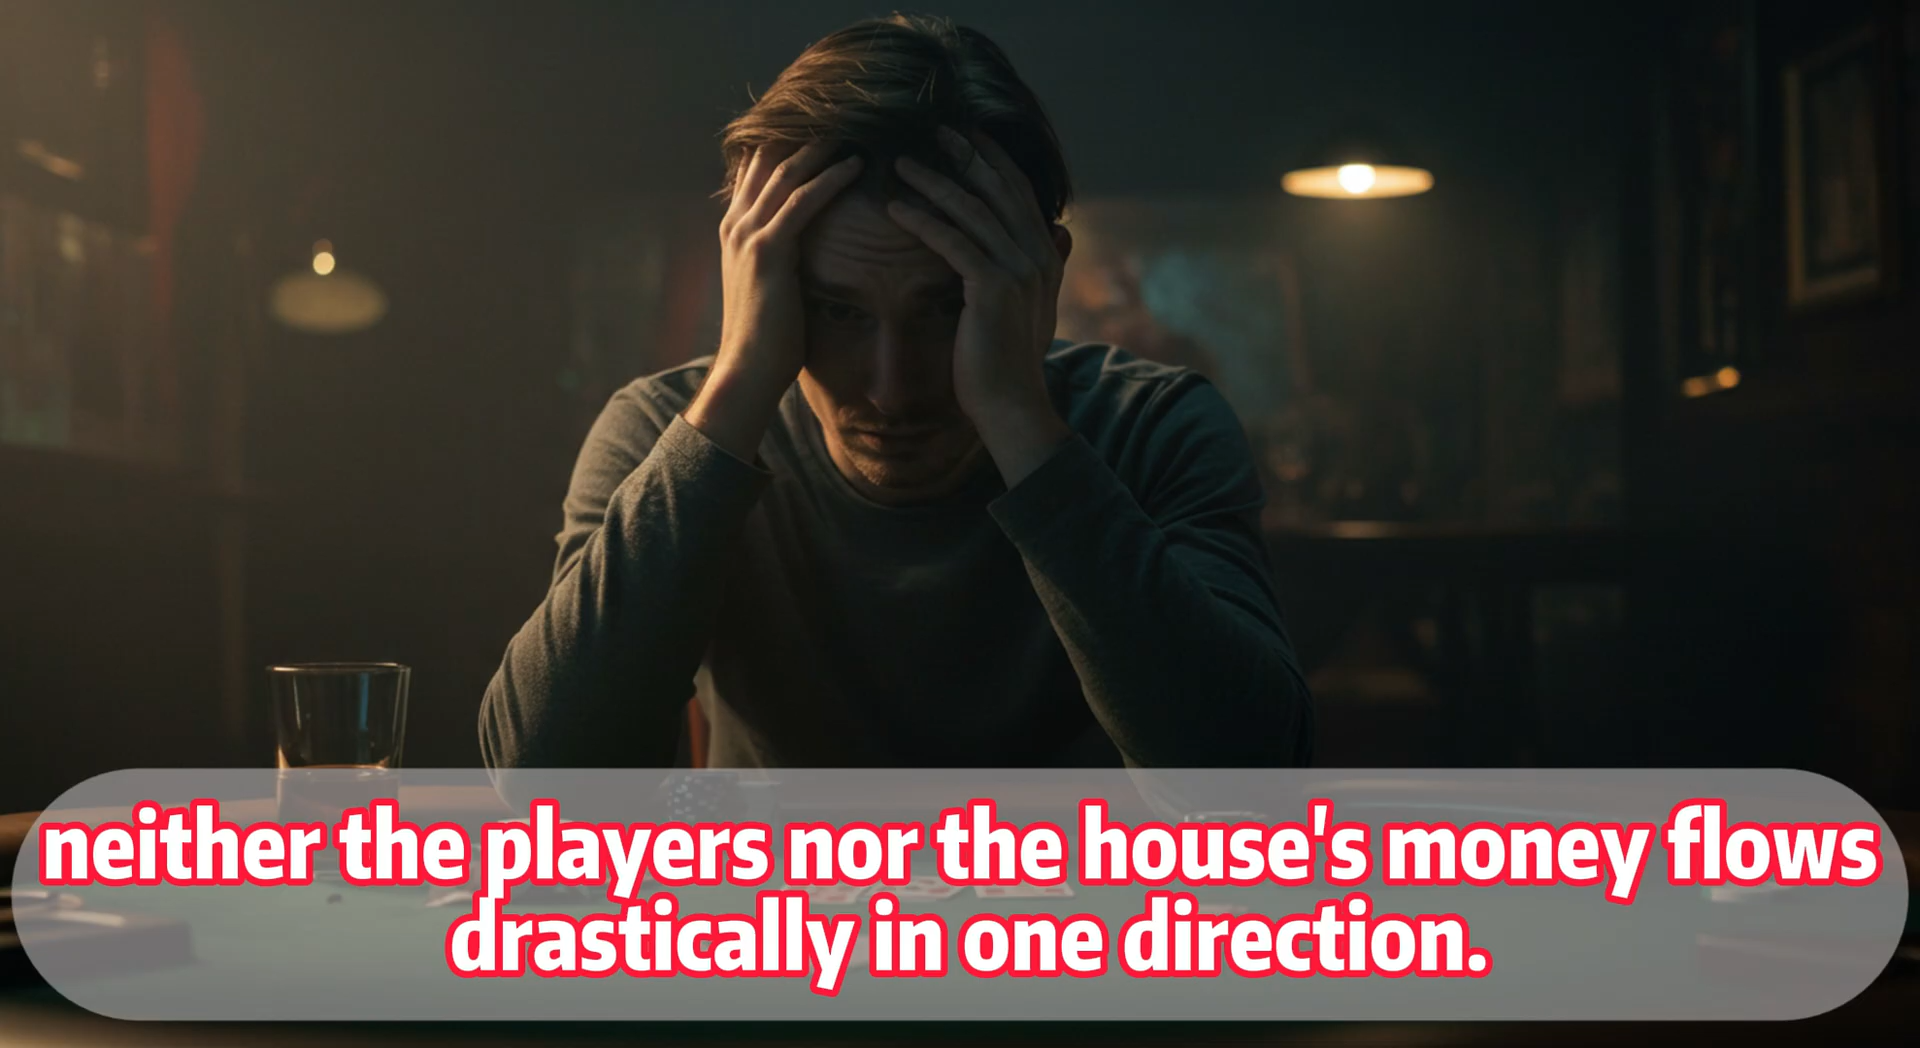 neither the players nor the house's money flows
drastically in one direction.